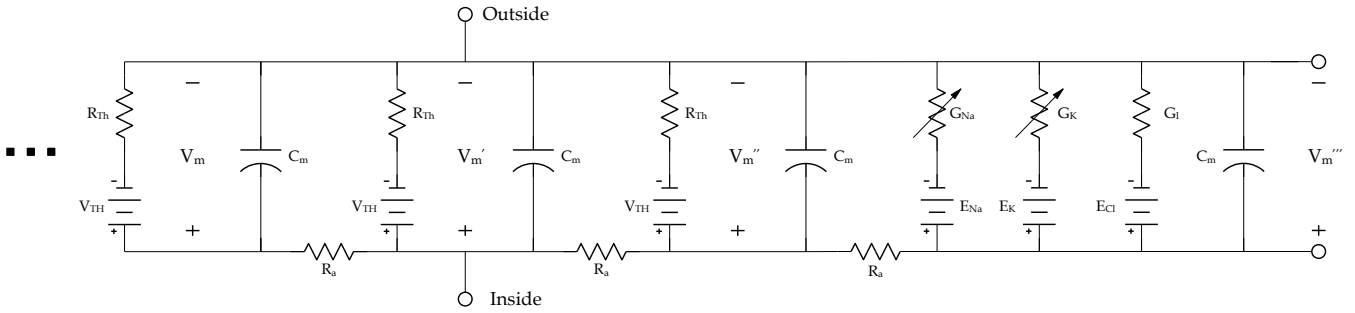 Outside
R_Th
−
R_Th
−
R_Th
−
G_Na
G_K
G_l
−
V_m
C_m
V_m′
C_m
V_m″
C_m
C_m
V_m‴
-
-
-
-
-
-
V_TH
V_TH
V_TH
E_Na
E_K
E_Cl
+
+
+
+
+
+
+
+
+
+
R_a
R_a
R_a
Inside